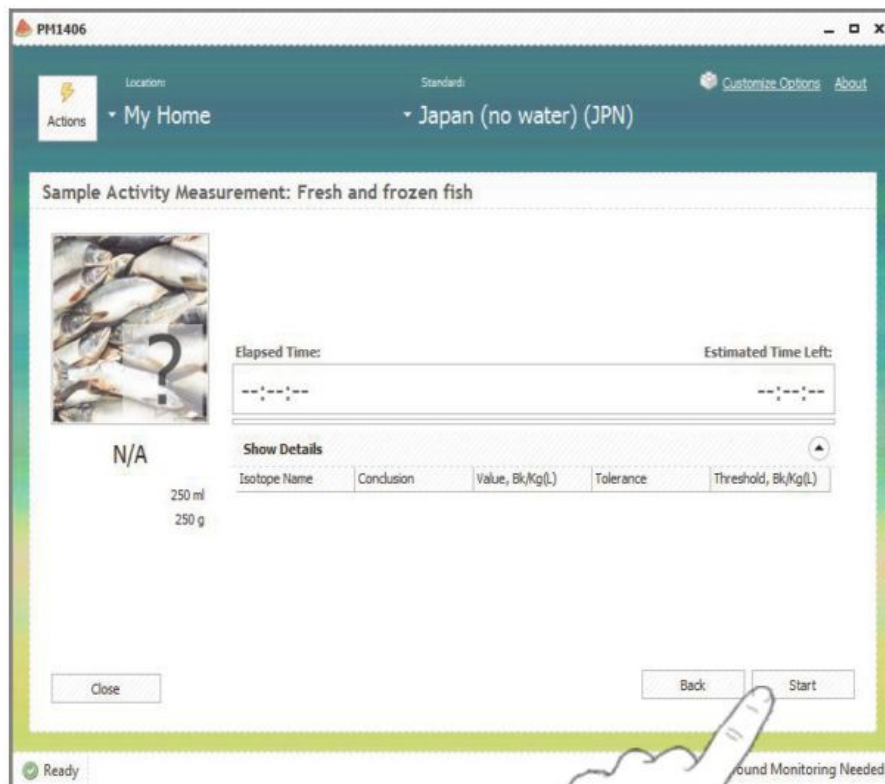 PM1406
Actions
Location:
My Home
Standard:
Japan (no water) (JPN)
Customize Options
About
Sample Activity Measurement: Fresh and frozen fish
?
N/A
250 ml
250 g
Elapsed Time:
Estimated Time Left:
--:--:--
--:--:--
Show Details
Isotope Name
Conclusion
Value, Bk/Kg(L)
Tolerance
Threshold, Bk/Kg(L)
Close
Back
Start
Ready
ound Monitoring Needed